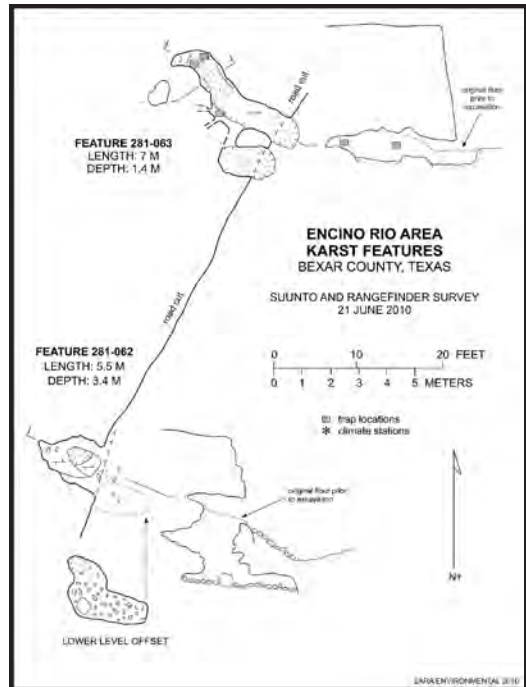 road cut
original floor
prior to
excavation
FEATURE 281-063
LENGTH: 7 M
DEPTH: 1.4 M
ENCINO RIO AREA
KARST FEATURES
BEXAR COUNTY, TEXAS
SUUNTO AND RANGEFINDER SURVEY
21 JUNE 2010
road cut
0 10 20 FEET
0 1 2 3 4 5 METERS
FEATURE 281-062
LENGTH: 5.5 M
DEPTH: 3.4 M
trap locations
climate stations
original floor prior
to excavation
N
LOWER LEVEL OFFSET
ZARA ENVIRONMENTAL 2010